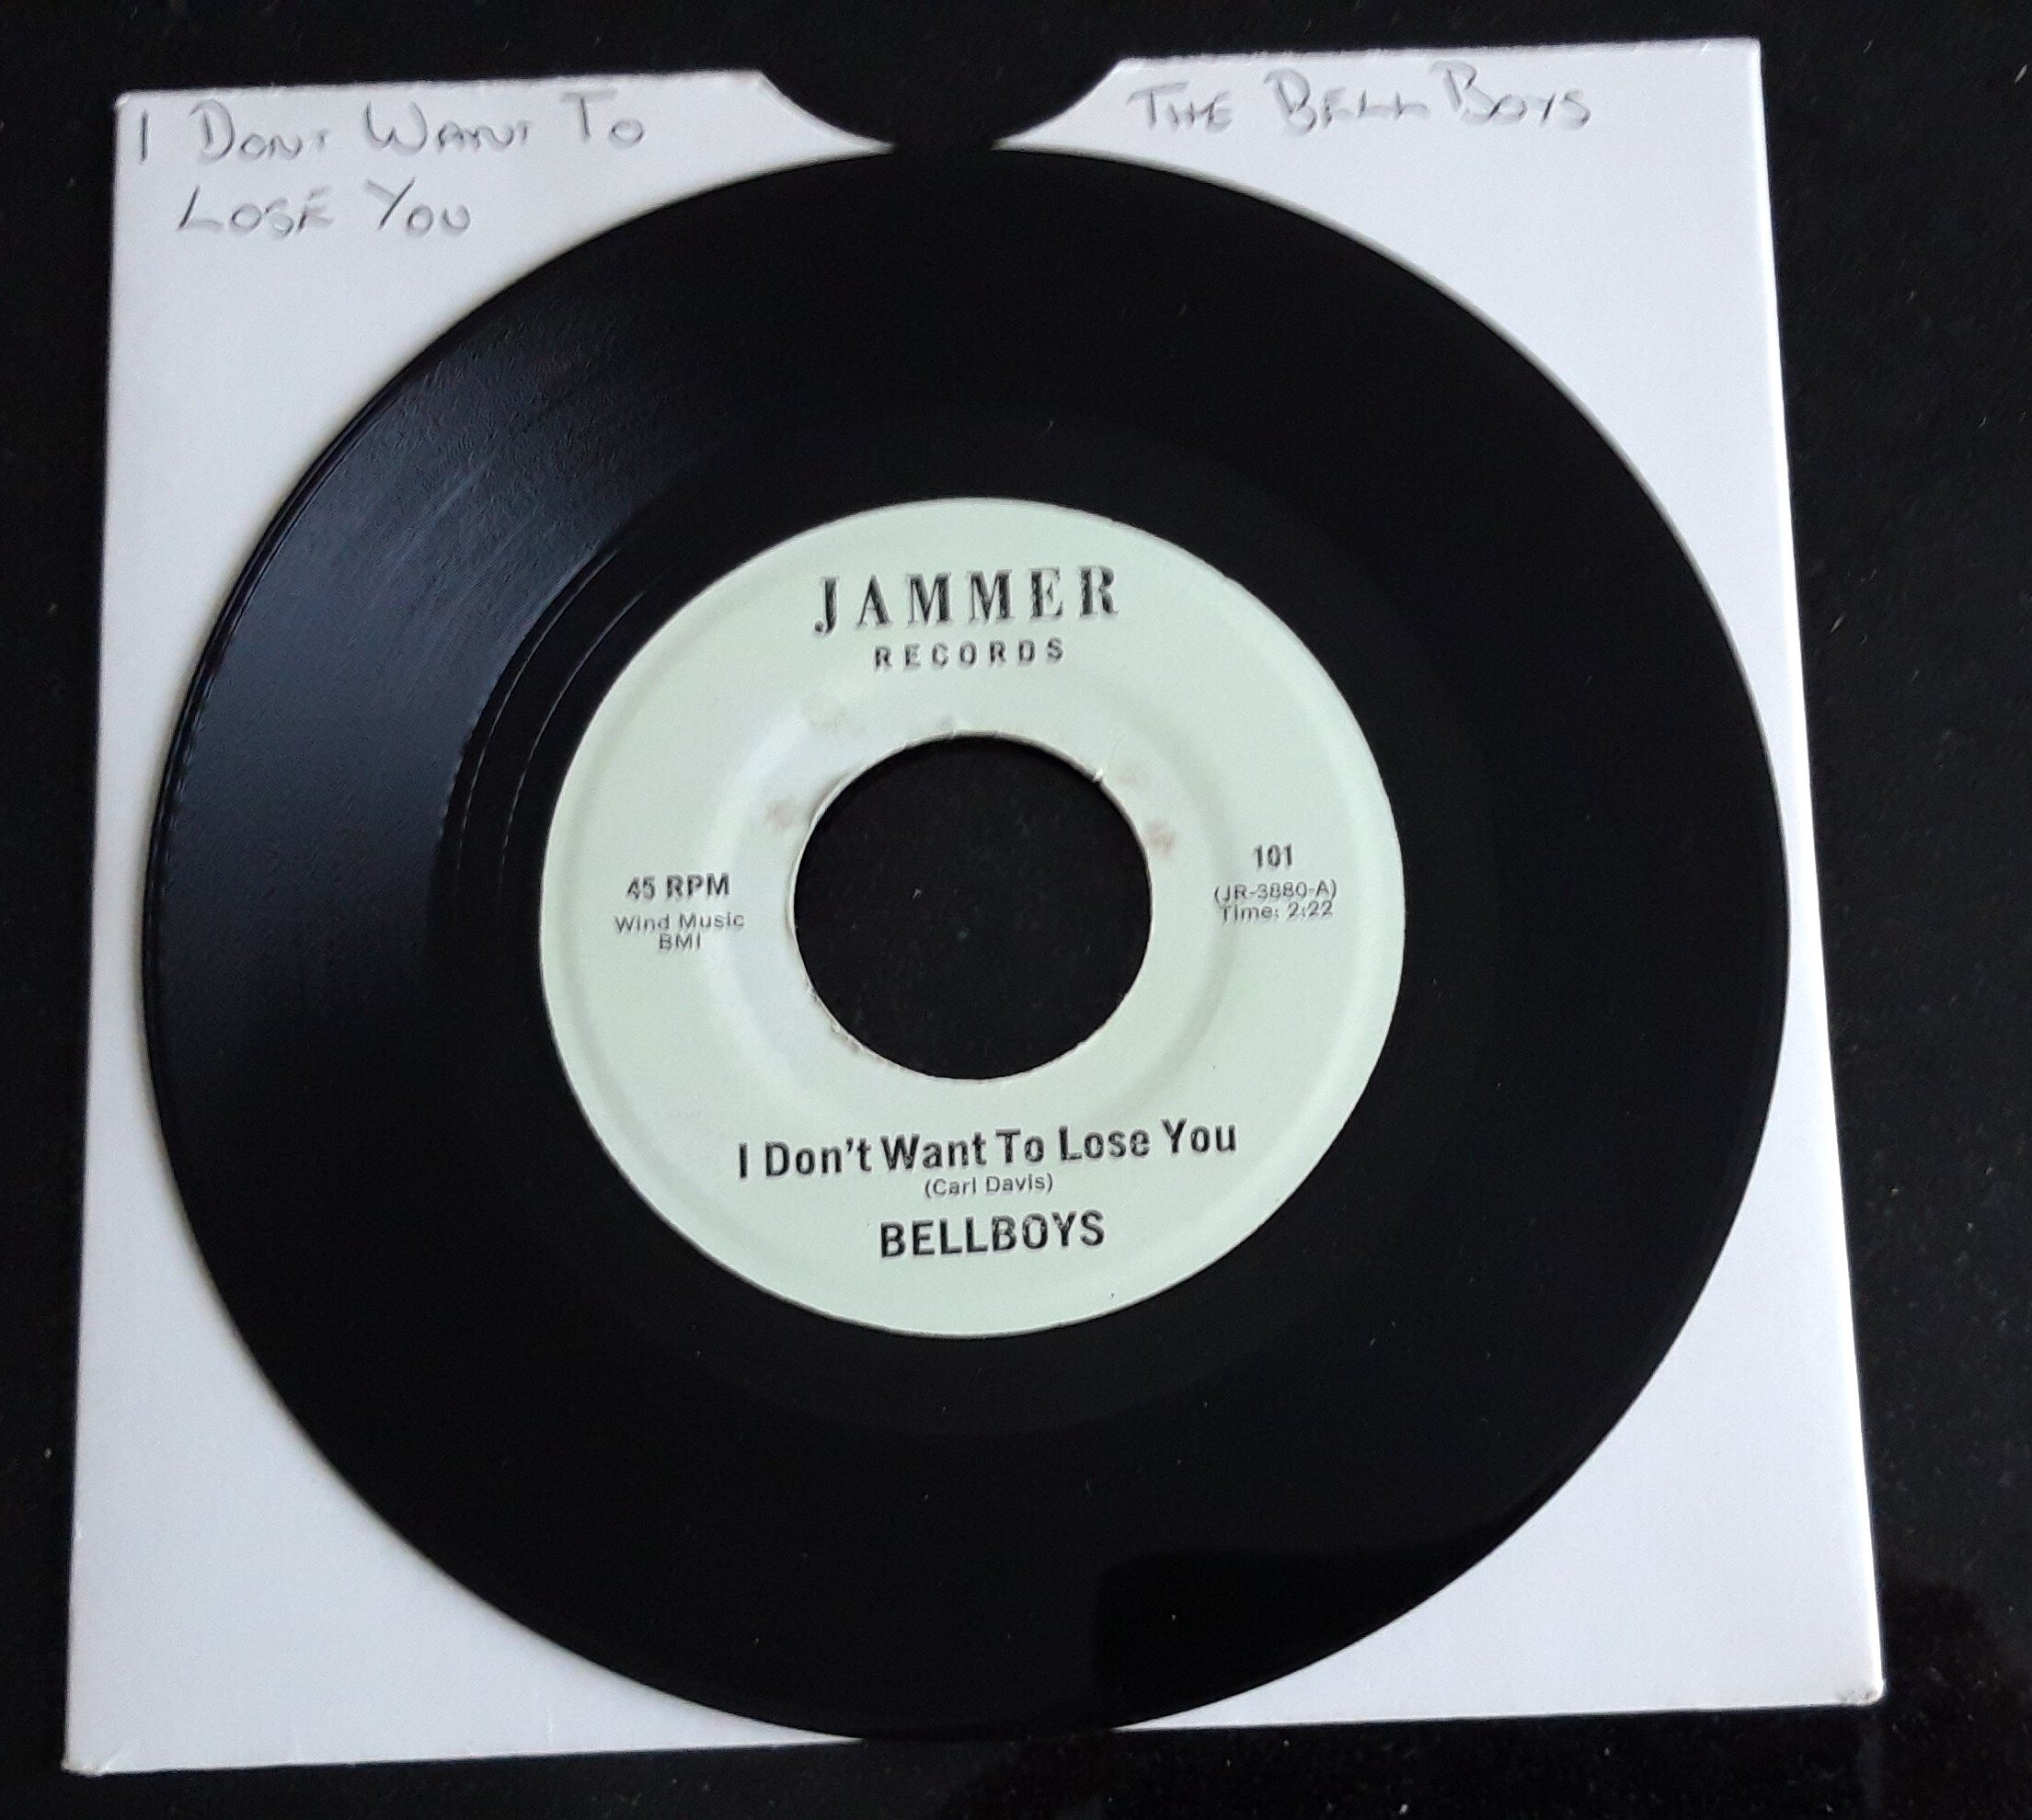 I DONT WANT TO
LOSE YOU
THE BELL BOYS
JAMMER
RECORDS
45 RPM
Wind Music
BMI
101
(JR-3880-A)
Time: 2:22
I Don't Want To Lose You
(Carl Davis)
BELLBOYS